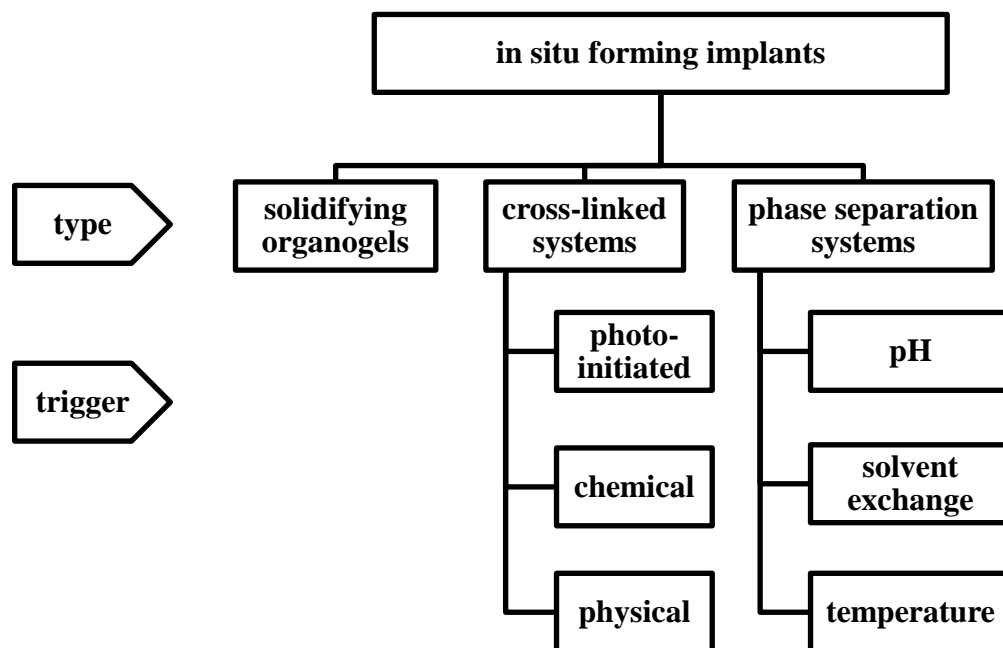 in situ forming implants
type
solidifying
organogels
cross-linked
systems
phase separation
systems
trigger
photo-
initiated
pH
chemical
solvent
exchange
physical
temperature